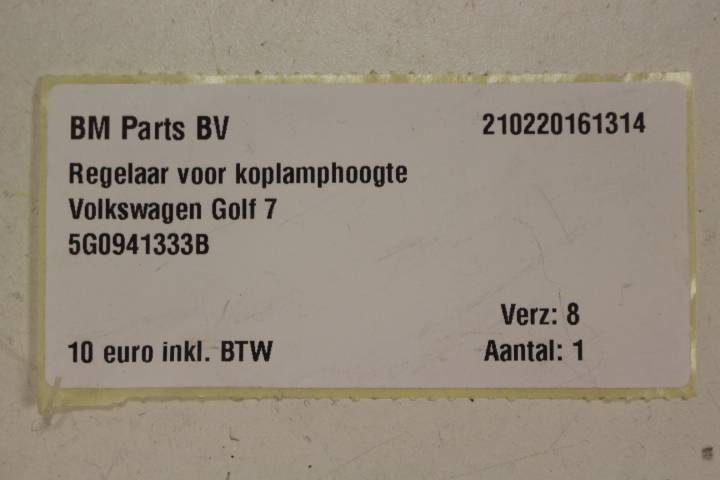 BM Parts BV 210220161314
Regelaar voor koplamphoogte
Volkswagen Golf 7
5G0941333B
Verz: 8
10 euro inkl. BTW Aantal: 1